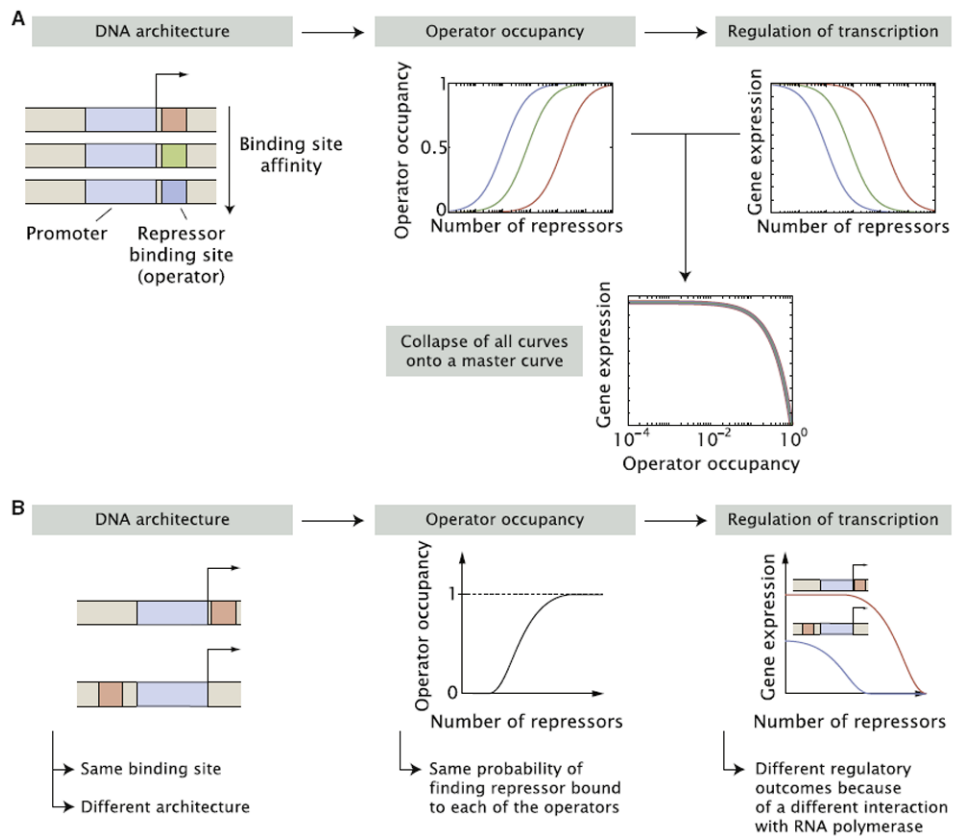 A
DNA architecture
Operator occupancy
Regulation of transcription
Binding site
affinity
Promoter
Repressor
binding site
(operator)
Operator occupancy
1
0.5
0
Number of repressors
Gene expression
Number of repressors
Collapse of all curves
onto a master curve
Gene expression
10⁻⁴
10⁻²
10⁰
Operator occupancy
B
DNA architecture
Operator occupancy
Regulation of transcription
Operator occupancy
1
0
Number of repressors
Gene expression
Number of repressors
Same binding site
Different architecture
Same probability of
finding repressor bound
to each of the operators
Different regulatory
outcomes because
of a different interaction
with RNA polymerase